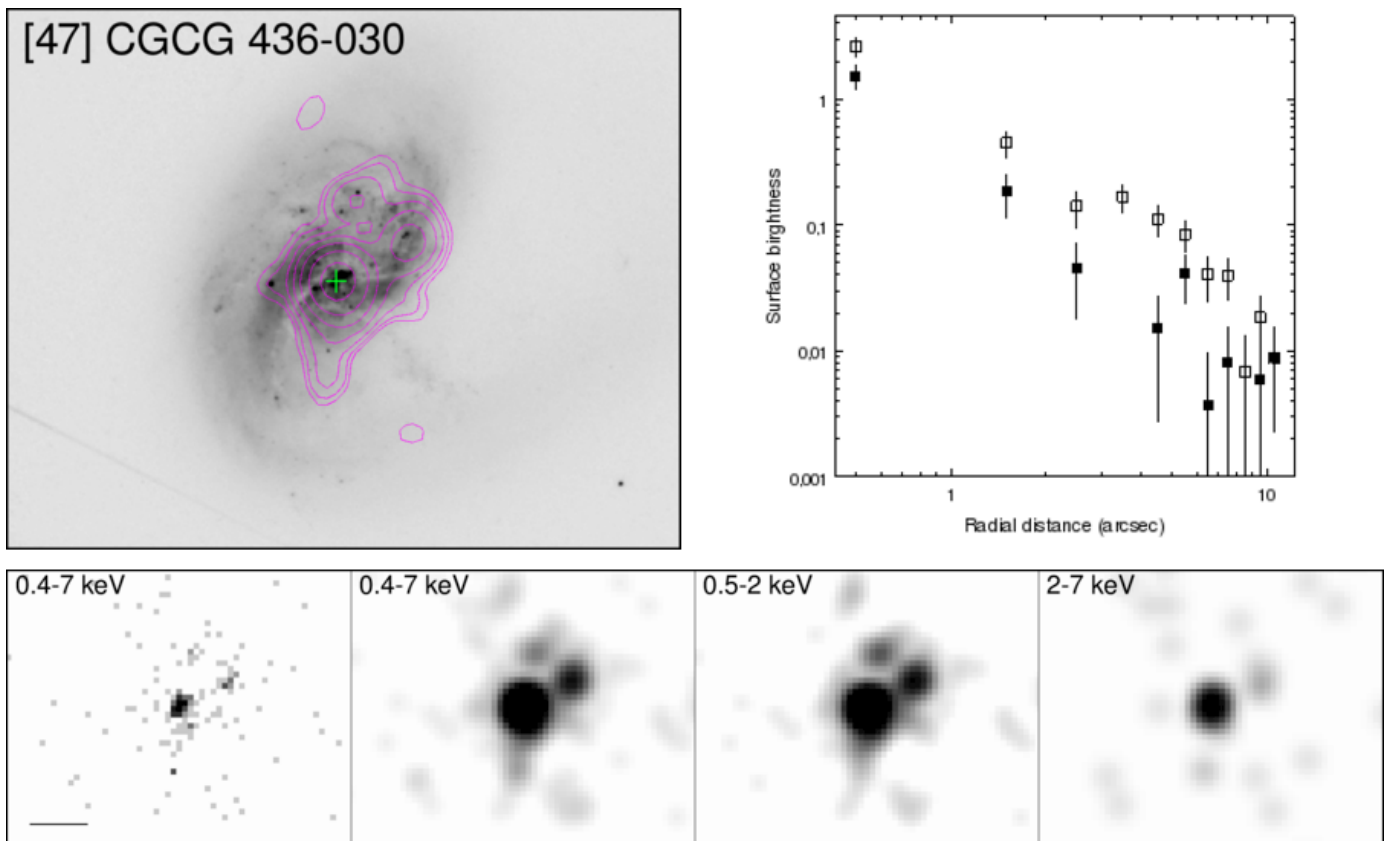 [47] CGCG 436-030
1
0,1
0,01
0,001
Surface birghtness
1
10
Radial distance (arcsec)
0.4-7 keV
0.4-7 keV
0.5-2 keV
2-7 keV